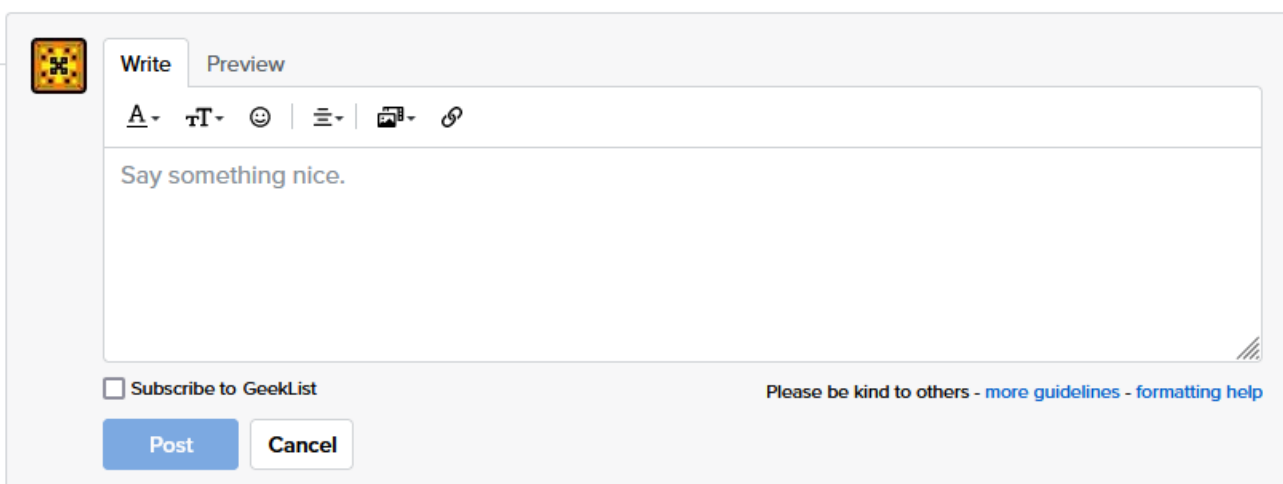 Write Preview
A TT
Say something nice.
Subscribe to GeekList
Please be kind to others - more guidelines - formatting help
Post Cancel